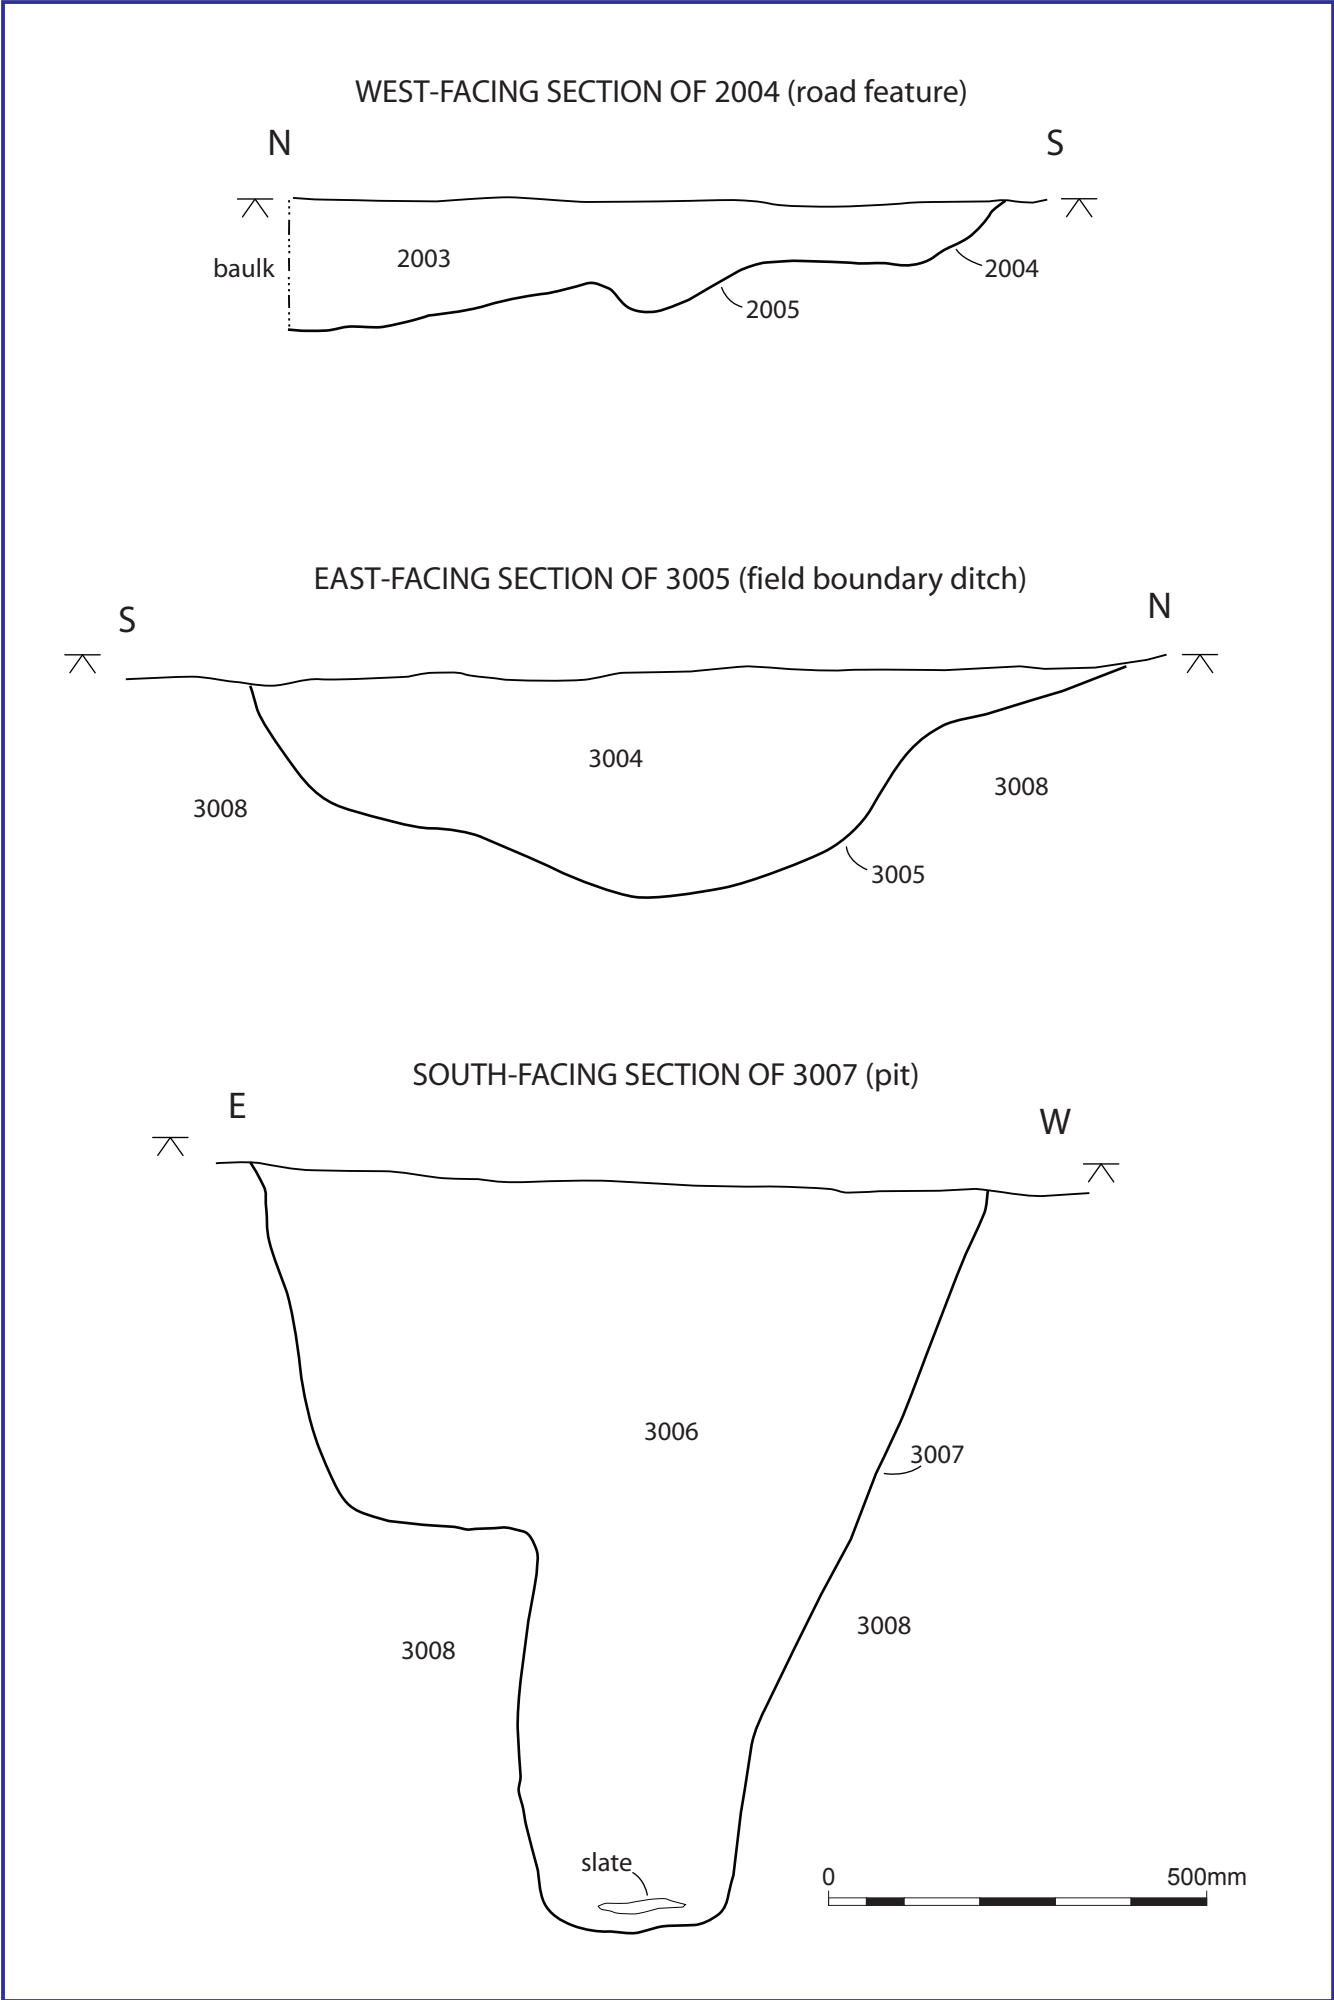 WEST-FACING SECTION OF 2004 (road feature)
N
S
baulk
2003
2004
2005
EAST-FACING SECTION OF 3005 (field boundary ditch)
S
N
3004
3008
3008
3005
SOUTH-FACING SECTION OF 3007 (pit)
E
W
3006
3007
3008
3008
slate
0 500mm